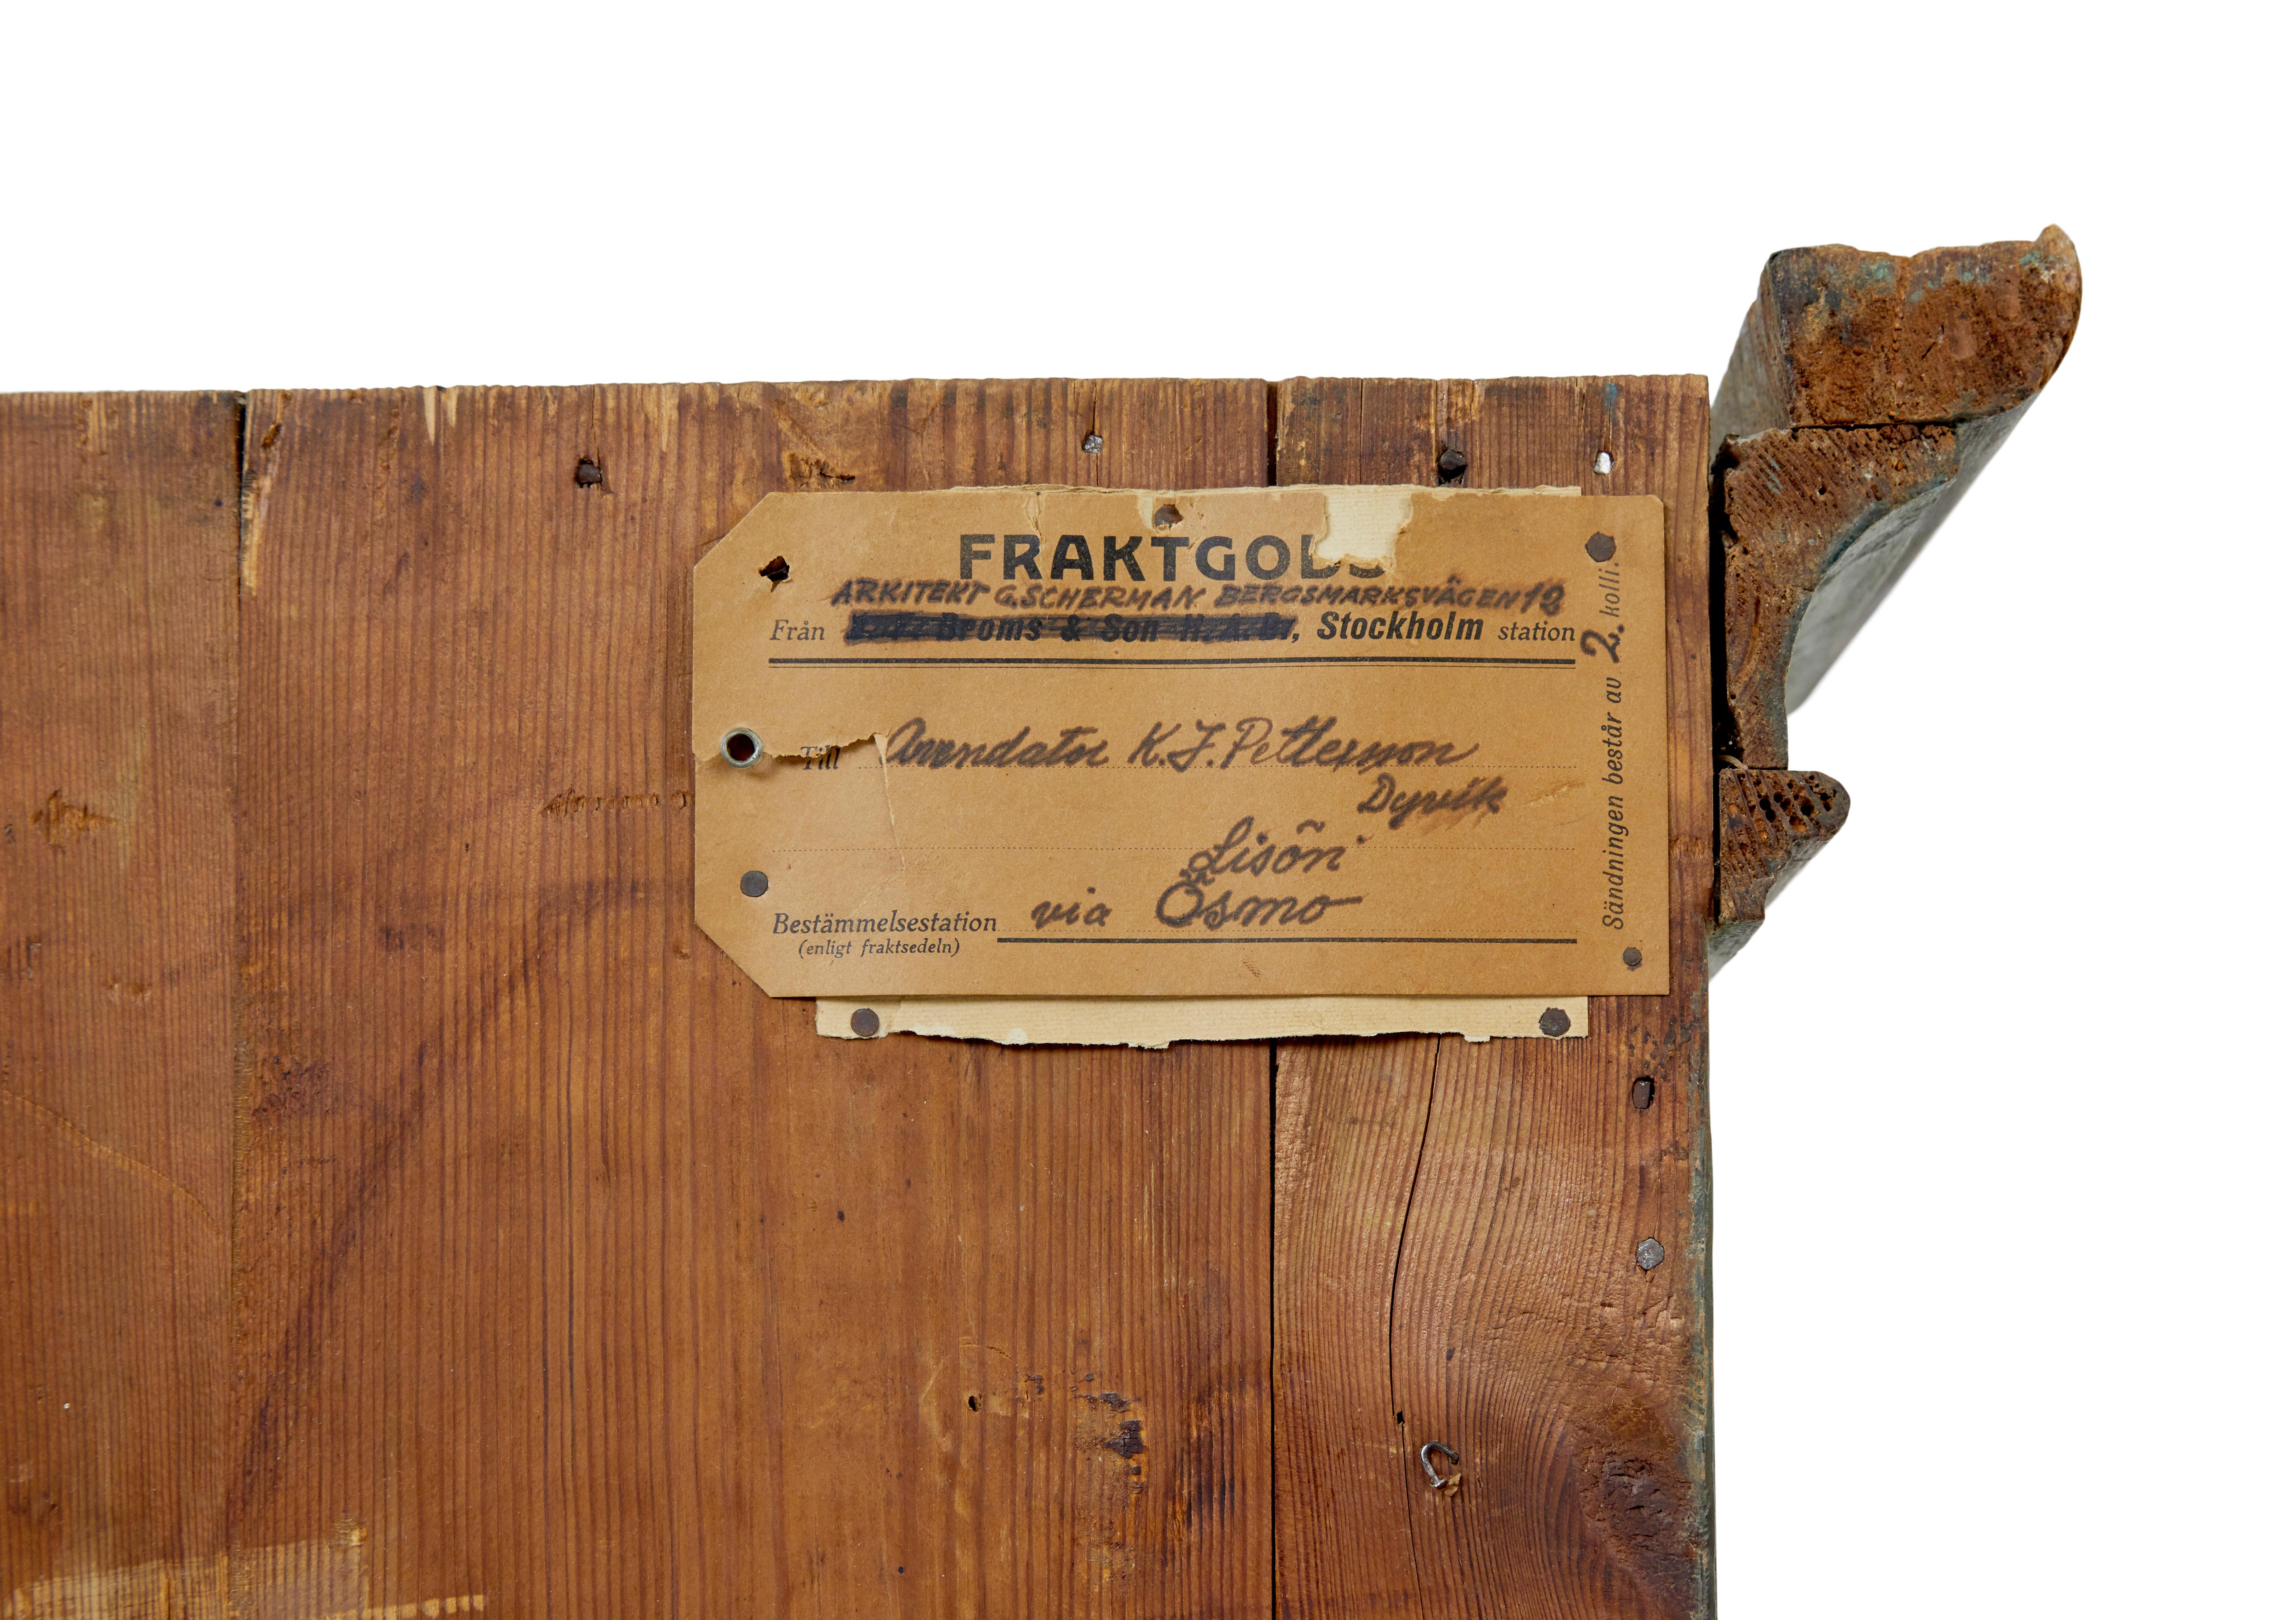 FRAKTGODS
ARKITEKT G. SCHERMAN. BERGSMARKSVÄGEN 12
Från Broms & Son N. A. B., Stockholm station
Till Arrendator K. J. Pettersson
Dyvik
Lisön
Bestämmelsestation via Ösmo
(enligt fraktsedeln)
Sändningen består av 2. kolli.